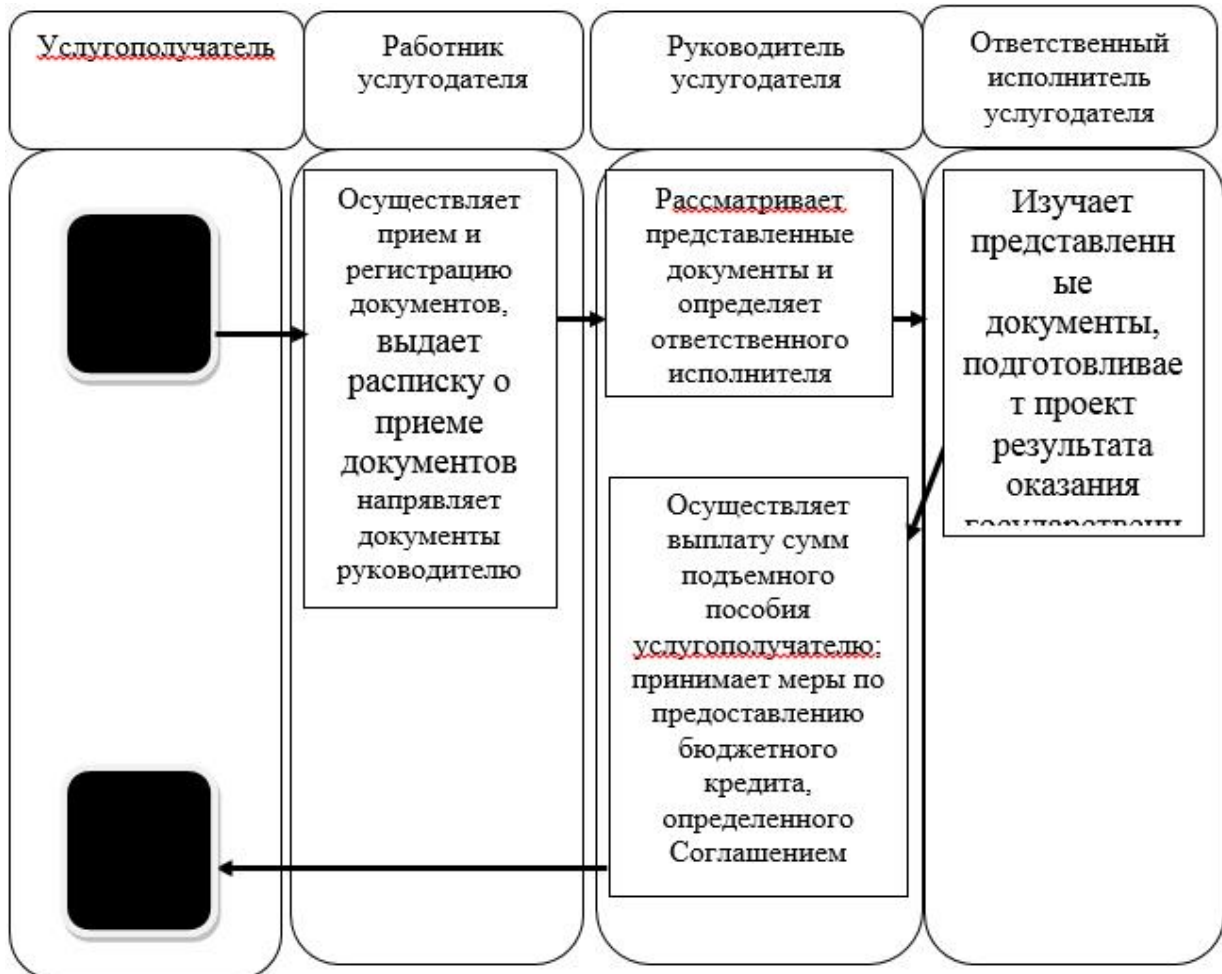 Услугополучатель
Работник
услугодателя
Руководитель
услугодателя
Ответственный
исполнитель
услугодателя
Осуществляет
прием и
регистрацию
документов,
выдает
расписку о
приеме
документов
напрявляет
документы
руководителю
Рассматривает
представленные
документы и
определяет
ответственного
исполнителя
Изучает
представленн
ые
документы,
подготовливае
т проект
результата
оказания
Осуществляет
выплату сумм
подъемного
пособия
услугополучателю;
принимает меры по
предоставлению
бюджетного
кредита,
определенного
Соглашением